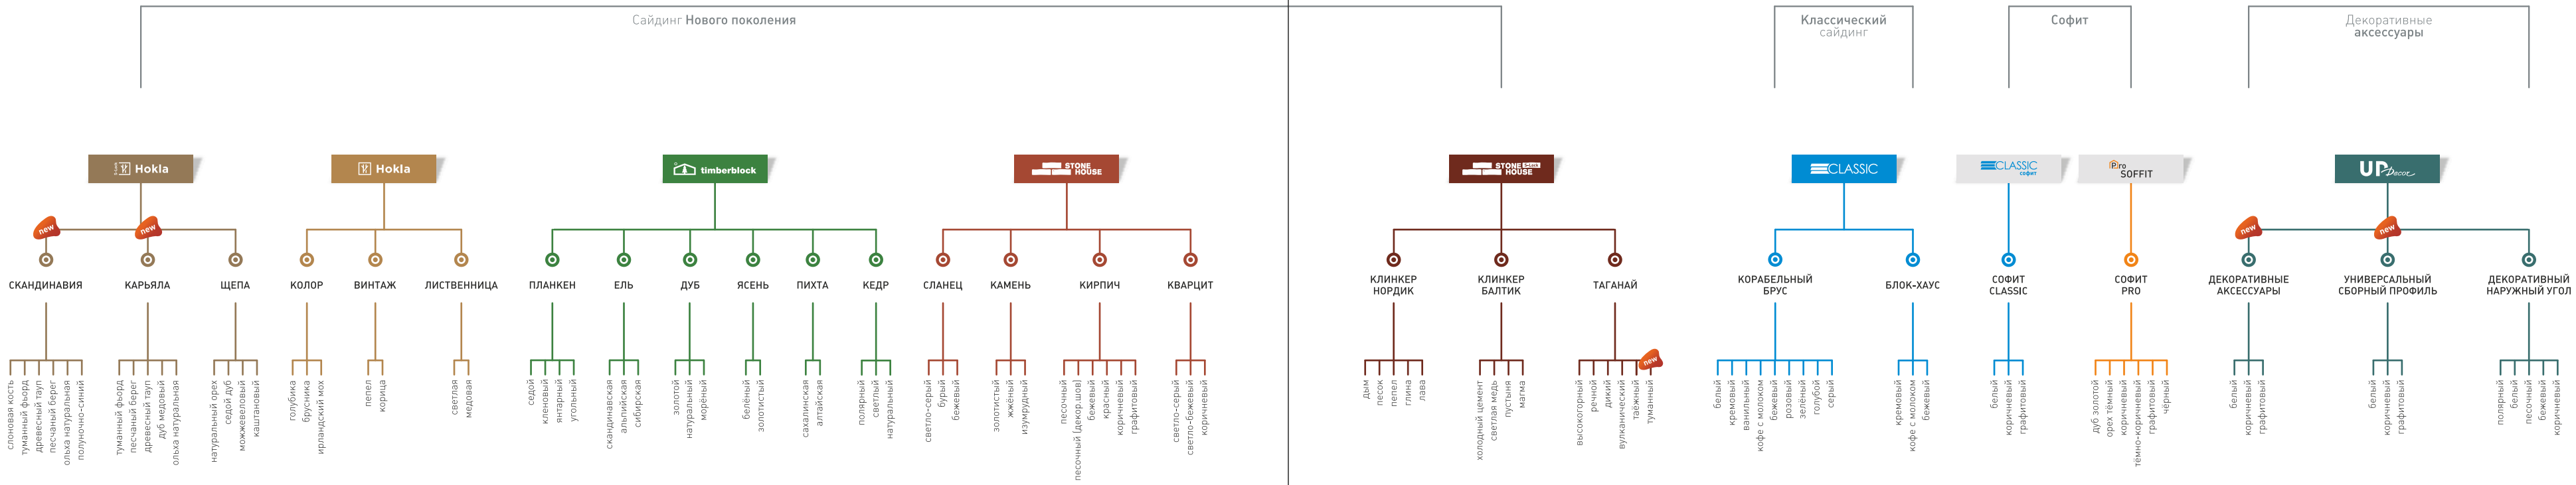 Сайдинг Нового поколения
Классический
сайдинг
Софит
Декоративные
аксессуары
Hokla
Hokla
timberblock
STONE
HOUSE
STONE
HOUSE
CLASSIC
CLASSIC
софит
Pro
SOFFIT
UP Decor
new
new
new
new
СКАНДИНАВИЯ
КАРЬЯЛА
ЩЕПА
КОЛОР
ВИНТАЖ
ЛИСТВЕННИЦА
ПЛАНКЕН
ЕЛЬ
ДУБ
ЯСЕНЬ
ПИХТА
КЕДР
СЛАНЕЦ
КАМЕНЬ
КИРПИЧ
КВАРЦИТ
КЛИНКЕР
НОРДИК
КЛИНКЕР
БАЛТИК
ТАГАНАЙ
КОРАБЕЛЬНЫЙ
БРУС
БЛОК-ХАУС
СОФИТ
CLASSIC
СОФИТ
PRO
ДЕКОРАТИВНЫЕ
АКСЕССУАРЫ
УНИВЕРСАЛЬНЫЙ
СБОРНЫЙ ПРОФИЛЬ
ДЕКОРАТИВНЫЙ
НАРУЖНЫЙ УГОЛ
new
слоновая кость
туманный фьорд
древесный тауп
песчаный берег
ольха натуральная
полуночно-синий
туманный фьорд
песчаный берег
древесный тауп
дуб медовый
ольха натуральная
натуральный орех
седой дуб
можжевеловый
каштановый
голубика
брусника
ирландский мох
пепел
корица
светлая
медовая
седой
кленовый
янтарный
угольный
скандинавская
альпийская
сибирская
золотой
натуральный
мореный
белёный
золотистый
сахалинская
алтайская
полярный
светлый
натуральный
светло-серый
бурый
бежевый
золотистый
жжёный
изумрудный
песочный
песочный (декор.шов)
бежевый
красный
коричневый
графитовый
светло-серый
светло-бежевый
коричневый
дым
песок
пепел
глина
лава
холодный цемент
светлая медь
пустыня
магма
высокогорный
речной
дикий
вулканический
таёжный
туманный
белый
кремовый
ванильный
кофе с молоком
бежевый
розовый
зелёный
голубой
серый
кремовый
кофе с молоком
бежевый
белый
коричневый
графитовый
дуб золотой
орех тёмный
коричневый
тёмно-коричневый
графитовый
чёрный
белый
коричневый
графитовый
белый
коричневый
графитовый
полярный
белый
песочный
бежевый
коричневый